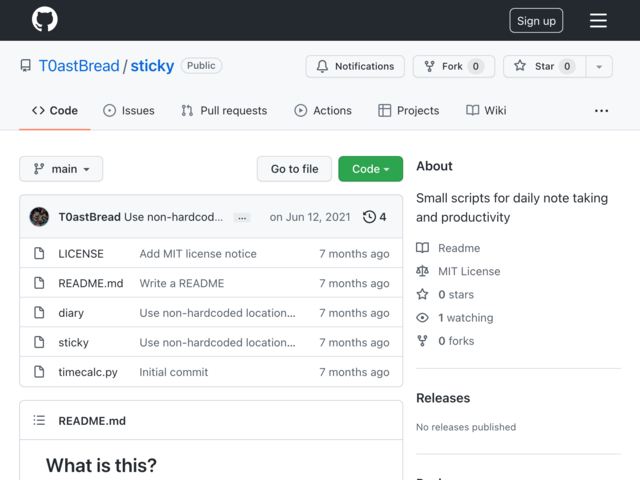 Sign up
T0astBread / sticky Public
Notifications Fork 0 Star 0
Code Issues Pull requests Actions Projects Wiki ...
main Go to file Code
T0astBread Use non-hardcod... ... on Jun 12, 2021 4
LICENSE Add MIT license notice 7 months ago
README.md Write a README 7 months ago
diary Use non-hardcoded location... 7 months ago
sticky Use non-hardcoded location... 7 months ago
timecalc.py Initial commit 7 months ago
README.md
What is this?
About
Small scripts for daily note taking
and productivity
Readme
MIT License
0 stars
1 watching
0 forks
Releases
No releases published